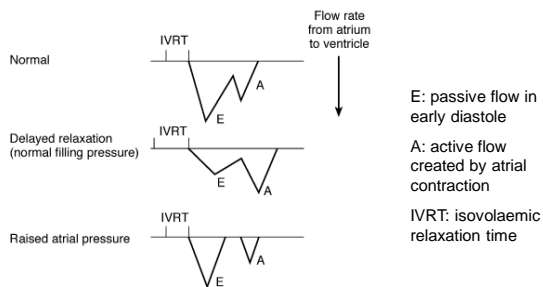 Flow rate
from atrium
to ventricle
IVRT
Normal
A
E
Delayed relaxation
(normal filling pressure)
IVRT
E
A
IVRT
Raised atrial pressure
A
E
E: passive flow in
early diastole
A: active flow
created by atrial
contraction
IVRT: isovolaemic
relaxation time